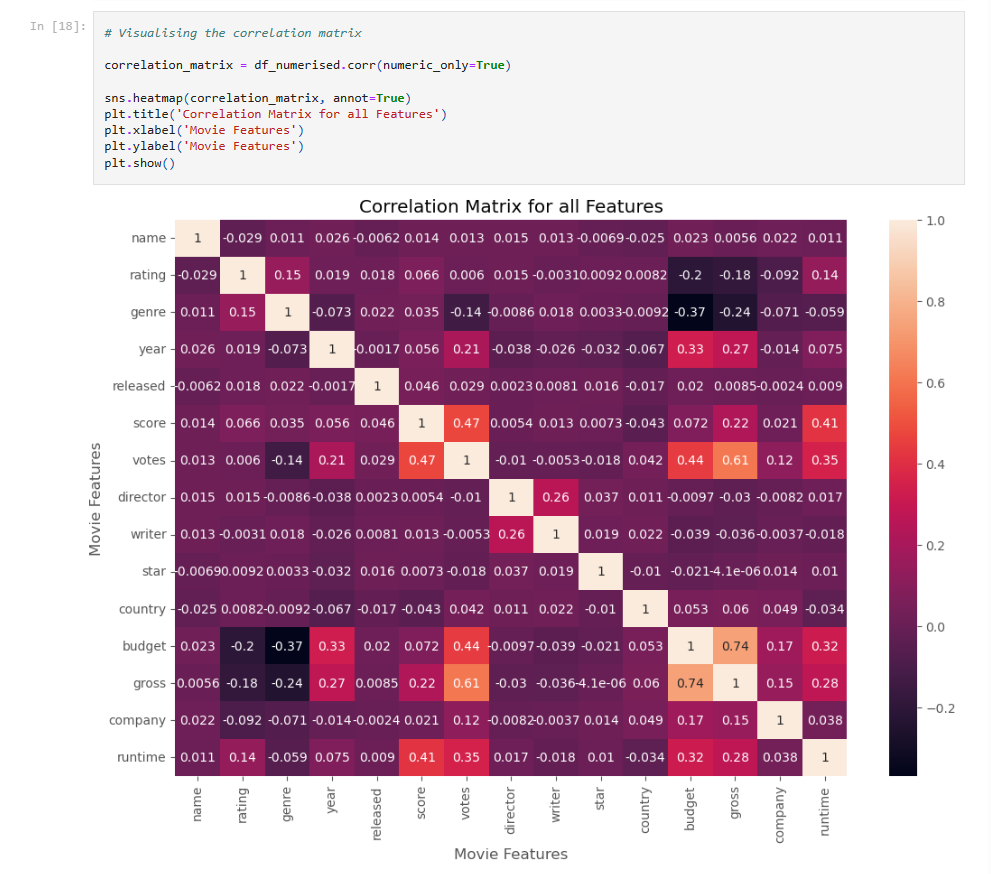 In [18]:
# Visualising the correlation matrix
correlation_matrix = df_numerised.corr(numeric_only=True)
sns.heatmap(correlation_matrix, annot=True)
plt.title('Correlation Matrix for all Features')
plt.xlabel('Movie Features')
plt.ylabel('Movie Features')
plt.show()
Correlation Matrix for all Features
name 1 -0.029 0.011 0.026 -0.0062 0.014 0.013 0.015 0.013 -0.0069 -0.025 0.023 0.0056 0.022 0.011
rating -0.029 1 0.15 0.019 0.018 0.066 0.006 0.015 -0.0031 0.0092 0.0082 -0.2 -0.18 -0.092 0.14
genre 0.011 0.15 1 -0.073 0.022 0.035 -0.14 -0.0086 0.018 0.0033 -0.0092 -0.37 -0.24 -0.071 -0.059
year 0.026 0.019 -0.073 1 -0.0017 0.056 0.21 -0.038 -0.026 -0.032 -0.067 0.33 0.27 -0.014 0.075
released -0.0062 0.018 0.022 -0.0017 1 0.046 0.029 0.0023 0.0081 0.016 -0.017 0.02 0.0085 -0.0024 0.009
score 0.014 0.066 0.035 0.056 0.046 1 0.47 0.0054 0.013 0.0073 -0.043 0.072 0.22 0.021 0.41
votes 0.013 0.006 -0.14 0.21 0.029 0.47 1 -0.01 -0.0053 -0.018 0.042 0.44 0.61 0.12 0.35
director 0.015 0.015 -0.0086 -0.038 0.0023 0.0054 -0.01 1 0.26 0.037 0.011 -0.0097 -0.03 -0.0082 0.017
writer 0.013 -0.0031 0.018 -0.026 0.0081 0.013 -0.0053 0.26 1 0.019 0.022 -0.039 -0.036 -0.0037 -0.018
star -0.0069 0.0092 0.0033 -0.032 0.016 0.0073 -0.018 0.037 0.019 1 -0.01 -0.021 -4.1e-06 0.014 0.01
country -0.025 0.0082 -0.0092 -0.067 -0.017 -0.043 0.042 0.011 0.022 -0.01 1 0.053 0.06 0.049 -0.034
budget 0.023 -0.2 -0.37 0.33 0.02 0.072 0.44 -0.0097 -0.039 -0.021 0.053 1 0.74 0.17 0.32
gross 0.0056 -0.18 -0.24 0.27 0.0085 0.22 0.61 -0.03 -0.036 -4.1e-06 0.06 0.74 1 0.15 0.28
company 0.022 -0.092 -0.071 -0.014 -0.0024 0.021 0.12 -0.0082 -0.0037 0.014 0.049 0.17 0.15 1 0.038
runtime 0.011 0.14 -0.059 0.075 0.009 0.41 0.35 0.017 -0.018 0.01 -0.034 0.32 0.28 0.038 1
Movie Features
name rating genre year released score votes director writer star country budget gross company runtime
Movie Features
1.0
0.8
0.6
0.4
0.2
0.0
−0.2